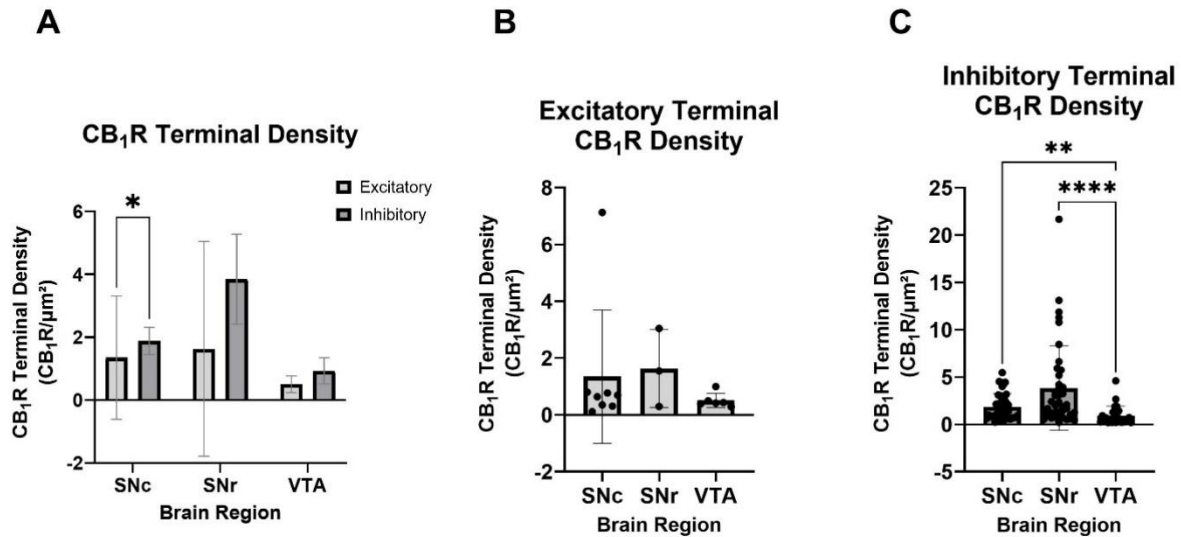 A
CB₁R Terminal Density
Excitatory
Inhibitory
*
6
4
2
0
-2
CB₁R Terminal Density
(CB₁R/µm²)
SNc SNr VTA
Brain Region
B
Excitatory Terminal
CB₁R Density
8
6
4
2
0
-2
CB₁R Terminal Density
(CB₁R/µm²)
SNc SNr VTA
Brain Region
C
Inhibitory Terminal
CB₁R Density
**
****
25
20
15
10
5
0
-5
CB₁R Terminal Density
(CB₁R/µm²)
SNc SNr VTA
Brain Region